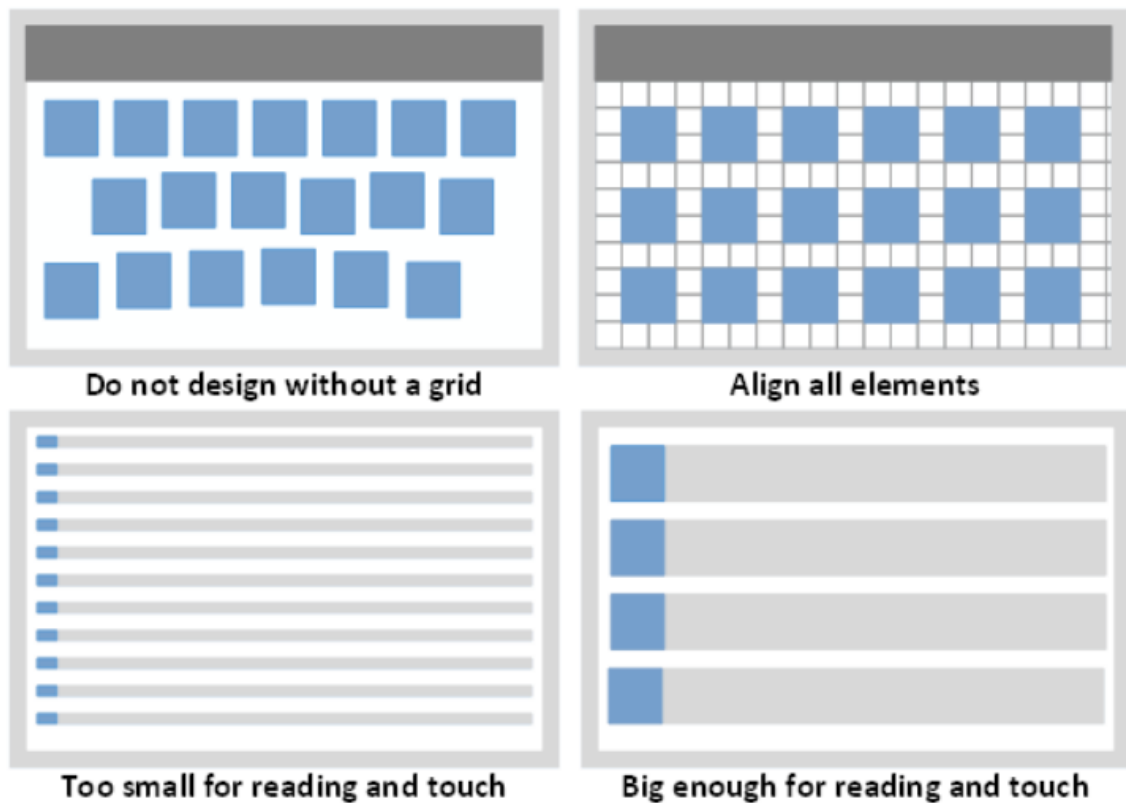 Do not design without a grid
Align all elements
Too small for reading and touch
Big enough for reading and touch